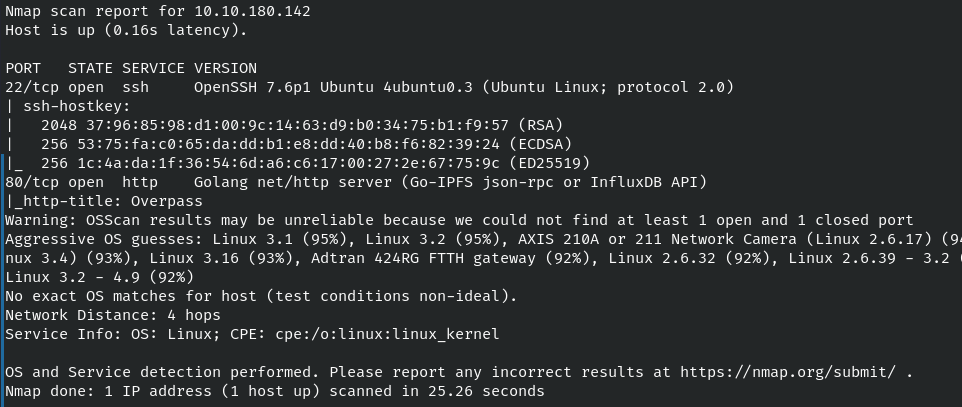 Nmap scan report for 10.10.180.142
Host is up (0.16s latency).
PORT   STATE SERVICE VERSION
22/tcp open  ssh     OpenSSH 7.6p1 Ubuntu 4ubuntu0.3 (Ubuntu Linux; protocol 2.0)
| ssh-hostkey:
|   2048 37:96:85:98:d1:00:9c:14:63:d9:b0:34:75:b1:f9:57 (RSA)
|   256 53:75:fa:c0:65:da:dd:b1:e8:dd:40:b8:f6:82:39:24 (ECDSA)
|_  256 1c:4a:da:1f:36:54:6d:a6:c6:17:00:27:2e:67:75:9c (ED25519)
80/tcp open  http    Golang net/http server (Go-IPFS json-rpc or InfluxDB API)
|_http-title: Overpass
Warning: OSScan results may be unreliable because we could not find at least 1 open and 1 closed port
Aggressive OS guesses: Linux 3.1 (95%), Linux 3.2 (95%), AXIS 210A or 211 Network Camera (Linux 2.6.17) (94
nux 3.4) (93%), Linux 3.16 (93%), Adtran 424RG FTTH gateway (92%), Linux 2.6.32 (92%), Linux 2.6.39 - 3.2 (
Linux 3.2 - 4.9 (92%)
No exact OS matches for host (test conditions non-ideal).
Network Distance: 4 hops
Service Info: OS: Linux; CPE: cpe:/o:linux:linux_kernel
OS and Service detection performed. Please report any incorrect results at https://nmap.org/submit/ .
Nmap done: 1 IP address (1 host up) scanned in 25.26 seconds